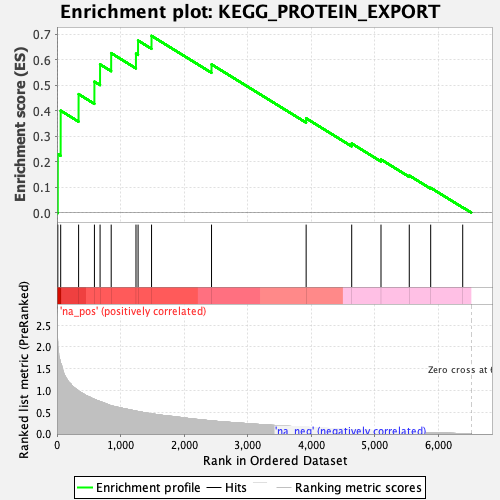 Enrichment plot: KEGG_PROTEIN_EXPORT
Enrichment score (ES)
0.7
0.6
0.5
0.4
0.3
0.2
0.1
0.0
'na_pos' (positively correlated)
Ranked list metric (PreRanked)
2.5
2.0
1.5
1.0
0.5
0.0
Zero cross at
'na_neg' (negatively correlated)
0 1,000 2,000 3,000 4,000 5,000 6,000
Rank in Ordered Dataset
Enrichment profile Hits Ranking metric scores